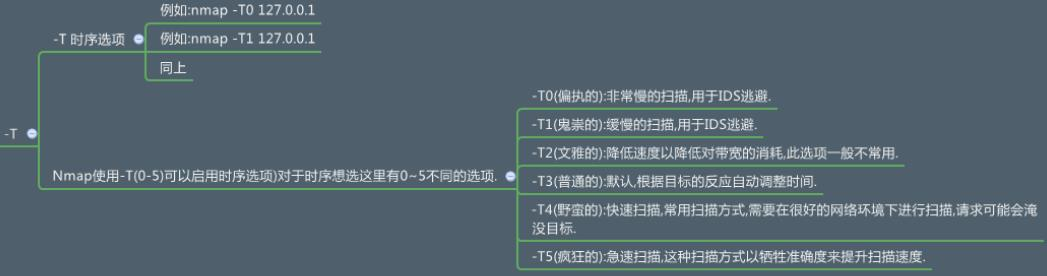 例如:nmap -T0 127.0.0.1
-T 时序选项
例如:nmap -T1 127.0.0.1
同上
-T
Nmap使用-T(0-5)可以启用时序选项)对于时序想选这里有0~5不同的选项.
-T0(偏执的):非常慢的扫描,用于IDS逃避.
-T1(鬼祟的):缓慢的扫描,用于IDS逃避.
-T2(文雅的):降低速度以降低对带宽的消耗,此选项一般不常用.
-T3(普通的):默认,根据目标的反应自动调整时间.
-T4(野蛮的):快速扫描,常用扫描方式,需要在很好的网络环境下进行扫描,请求可能会淹
没目标.
-T5(疯狂的):急速扫描,这种扫描方式以牺牲准确度来提升扫描速度.